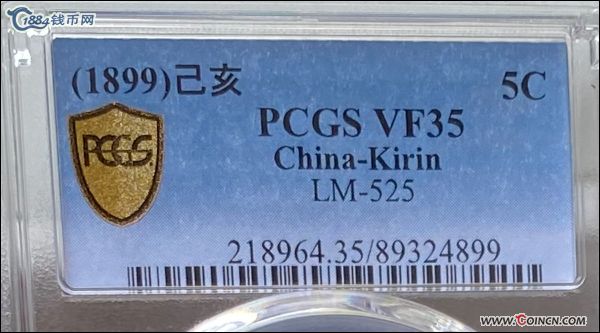 1884钱币网
(1899)己亥 5C
PCGS VF35
PCGS
China-Kirin
LM-525
218964.35/89324899
www.COINCN.com